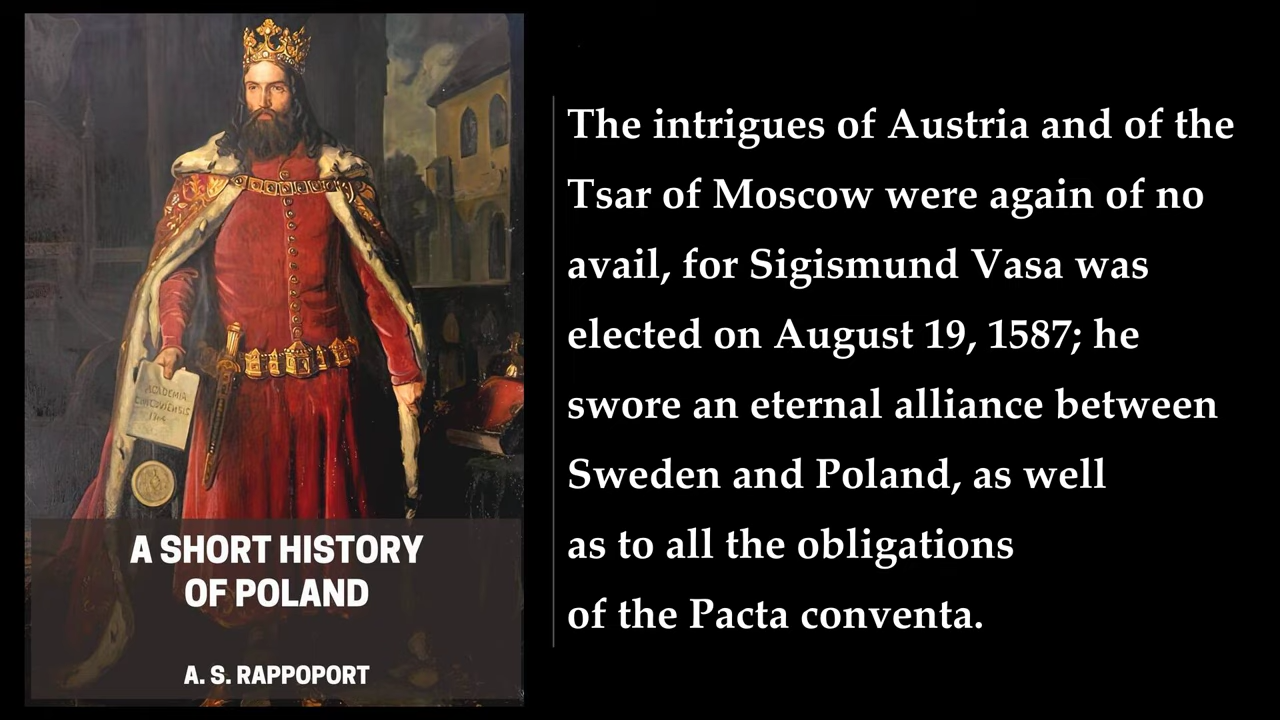 ACADEMIA
A SHORT HISTORY
OF POLAND
A. S. RAPPOPORT
The intrigues of Austria and of the
Tsar of Moscow were again of no
avail, for Sigismund Vasa was
elected on August 19, 1587; he
swore an eternal alliance between
Sweden and Poland, as well
as to all the obligations
of the Pacta conventa.